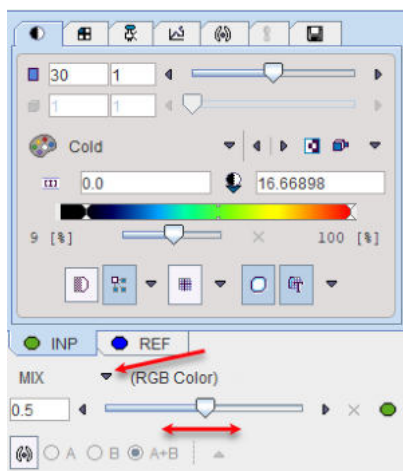 30 1
1 1
Cold
0.0 16.66898
9 [%] 100 [%]
INP REF
MIX (RGB Color)
0.5
A B A+B